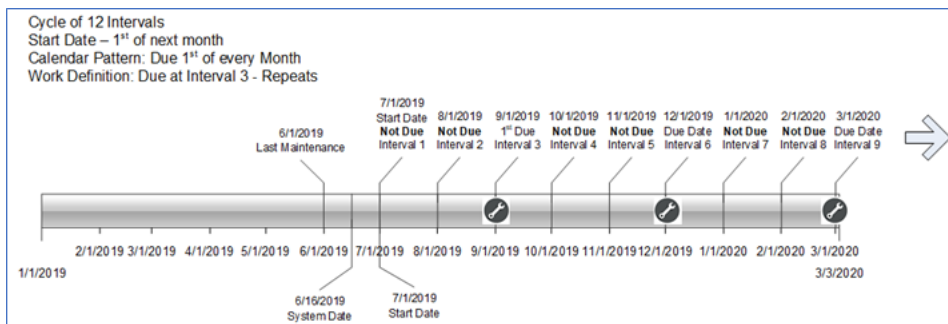 Cycle of 12 Intervals
Start Date – 1st of next month
Calendar Pattern: Due 1st of every Month
Work Definition: Due at Interval 3 - Repeats
6/1/2019
Last Maintenance
7/1/2019
Start Date
Not Due
Interval 1
8/1/2019
Not Due
Interval 2
9/1/2019
1st Due
Interval 3
10/1/2019
Not Due
Interval 4
11/1/2019
Not Due
Interval 5
12/1/2019
Due Date
Interval 6
1/1/2020
Not Due
Interval 7
2/1/2020
Not Due
Interval 8
3/1/2020
Due Date
Interval 9
1/1/2019
2/1/2019
3/1/2019
4/1/2019
5/1/2019
6/1/2019
7/1/2019
8/1/2019
9/1/2019
10/1/2019
11/1/2019
12/1/2019
1/1/2020
2/1/2020
3/1/2020
3/3/2020
6/16/2019
System Date
7/1/2019
Start Date